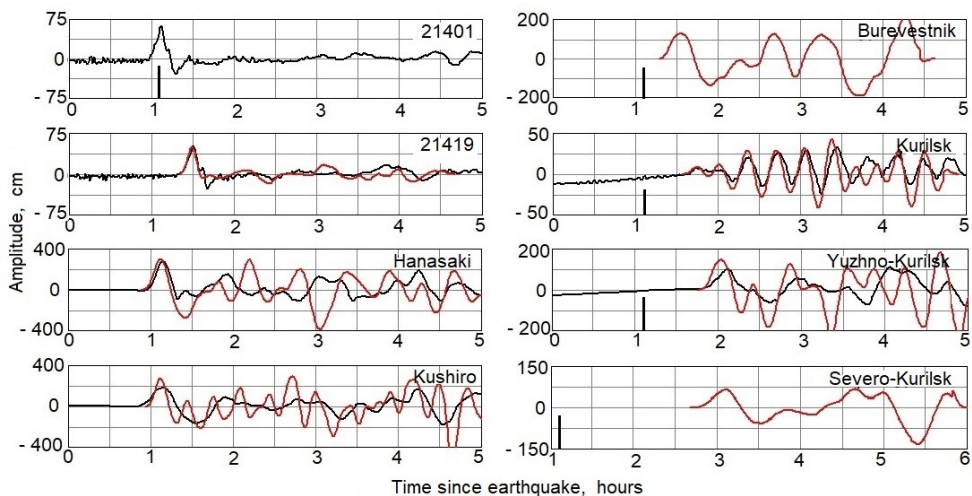 Amplitude, cm
75
21401
0
- 75
0 1 2 3 4 5
75
21419
0
- 75
0 1 2 3 4 5
400
Hanasaki
0
- 400
0 1 2 3 4 5
400
Kushiro
0
- 400
0 1 2 3 4 5
200
Burevestnik
0
- 200
0 1 2 3 4 5
50
Kurilsk
0
- 50
0 1 2 3 4 5
200
Yuzhno-Kurilsk
0
- 200
0 1 2 3 4 5
150
Severo-Kurilsk
0
- 150
1 2 3 4 5 6
Time since earthquake, hours